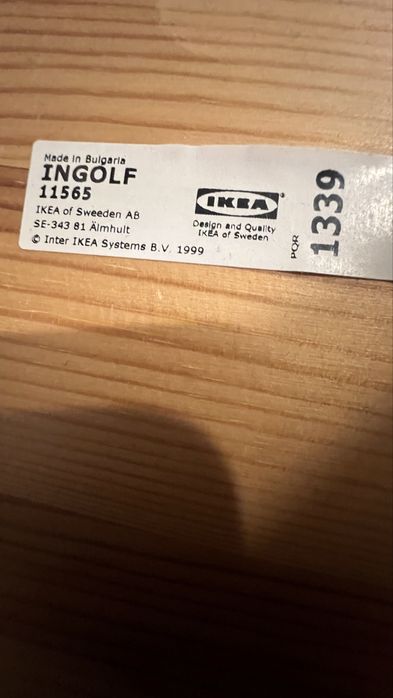 Made in Bulgaria
INGOLF
11565
IKEA of Sweden AB
SE-343 81 Älmhult
© Inter IKEA Systems B.V. 1999
IKEA®
Design and Quality
IKEA of Sweden
PQR
1339